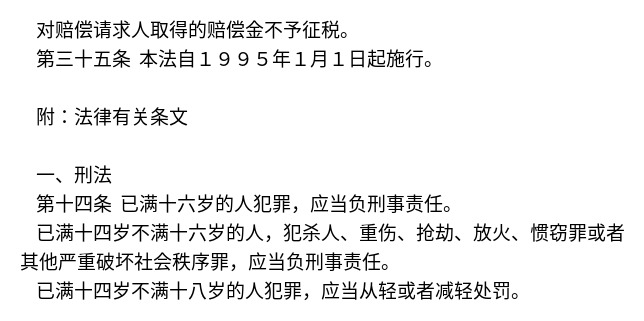 对赔偿请求人取得的赔偿金不予征税。
第三十五条 本法自１９９５年１月１日起施行。
附：法律有关条文
一、刑法
第十四条 已满十六岁的人犯罪，应当负刑事责任。
已满十四岁不满十六岁的人，犯杀人、重伤、抢劫、放火、惯窃罪或者
其他严重破坏社会秩序罪，应当负刑事责任。
已满十四岁不满十八岁的人犯罪，应当从轻或者减轻处罚。